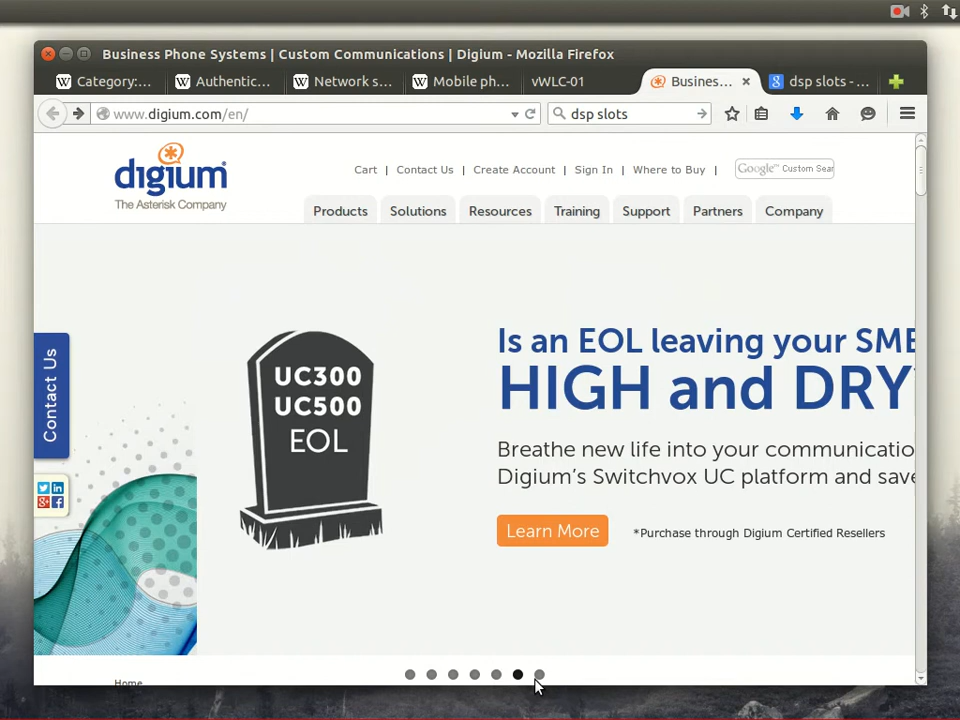 Business Phone Systems | Custom Communications | Digium - Mozilla Firefox
Category:... Authentic... Network s... Mobile ph... vWLC-01 Busines... dsp slots - ...
www.digium.com/en/ dsp slots
digium
The Asterisk Company
Cart | Contact Us | Create Account | Sign In | Where to Buy |
Google™ Custom Sear
Products Solutions Resources Training Support Partners Company
Contact Us
UC300
UC500
EOL
Is an EOL leaving your SME
HIGH and DRY
Breathe new life into your communicatio
Digium's Switchvox UC platform and save
Learn More *Purchase through Digium Certified Resellers
Home